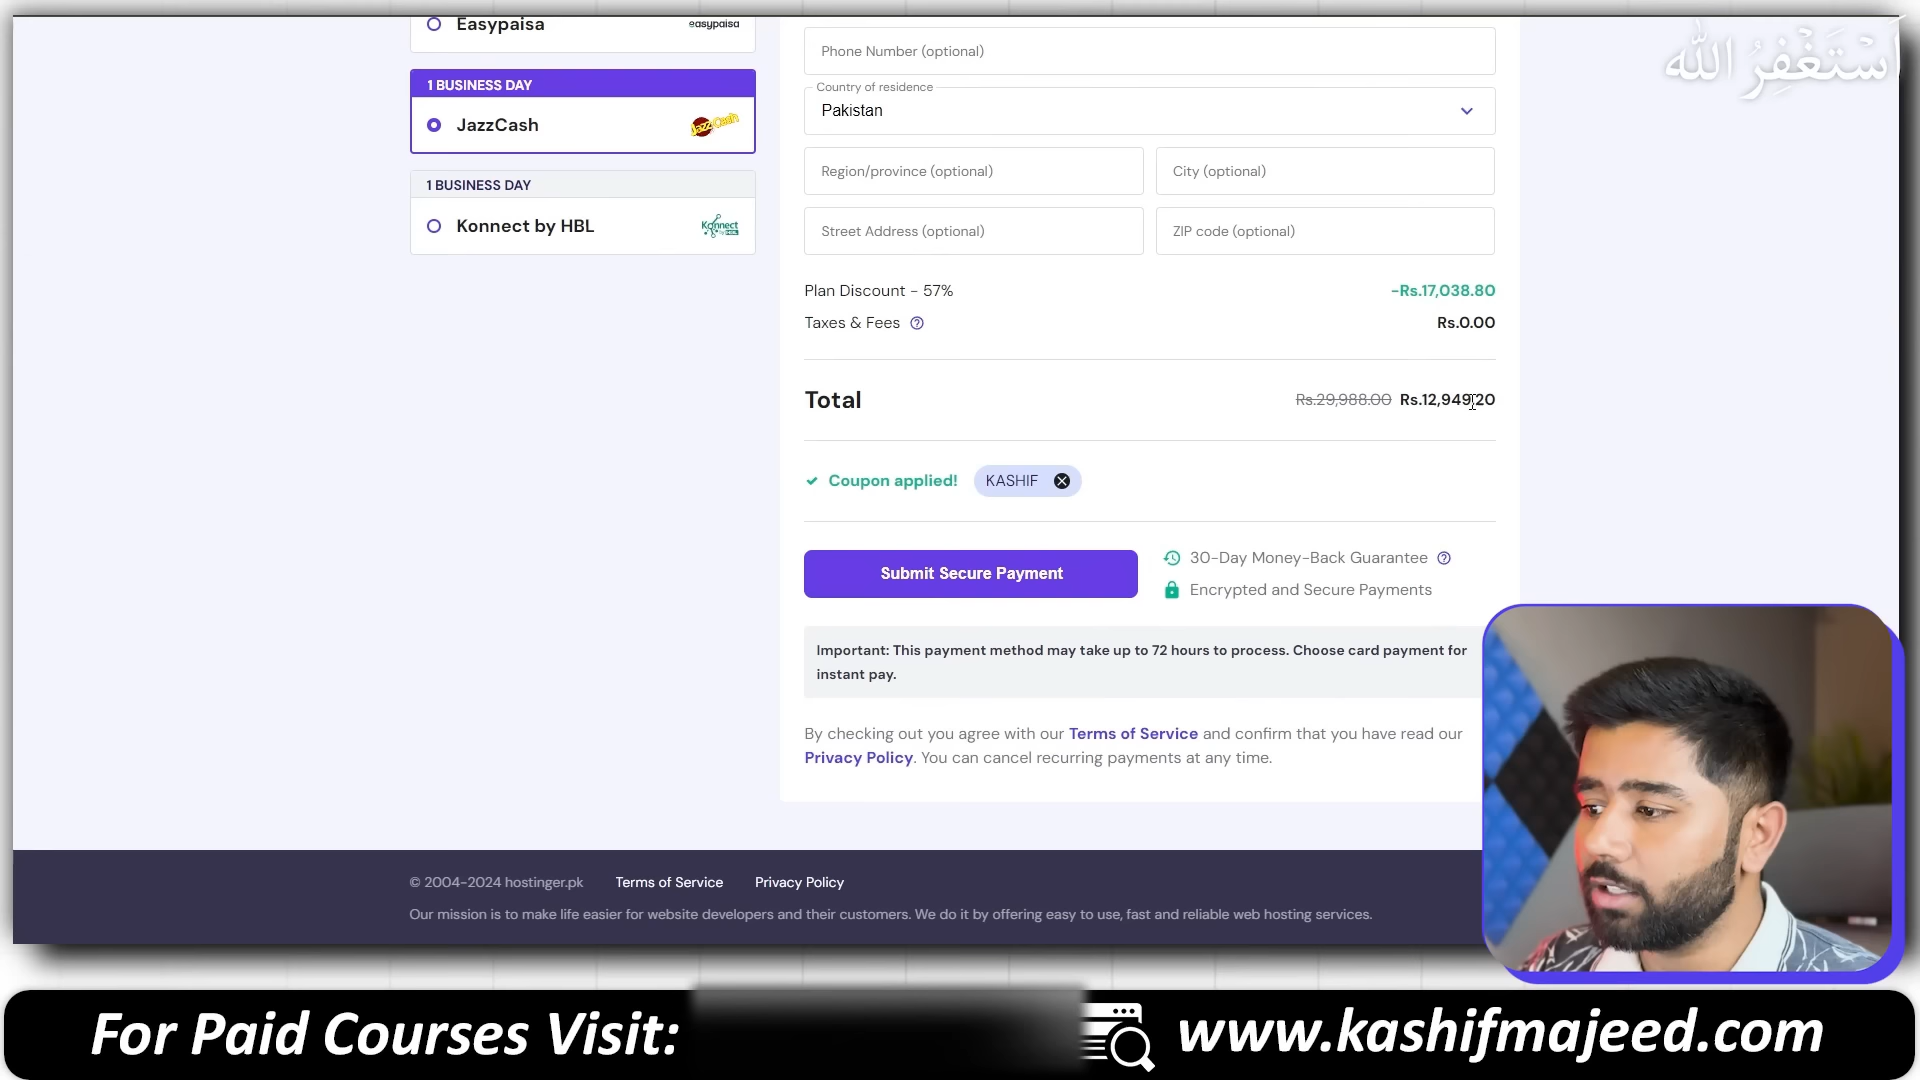 Easypaisa
easypaisa
1 BUSINESS DAY
JazzCash
JazzCash
1 BUSINESS DAY
Konnect by HBL
Konnect
by HBL
Phone Number (optional)
Country of residence
Pakistan
Region/province (optional)
City (optional)
Street Address (optional)
ZIP code (optional)
Plan Discount - 57%
-Rs.17,038.80
Taxes & Fees
Rs.0.00
Total
Rs.29,988.00 Rs.12,949.20
Coupon applied!
KASHIF
Submit Secure Payment
30-Day Money-Back Guarantee
Encrypted and Secure Payments
Important: This payment method may take up to 72 hours to process. Choose card payment for
instant pay.
By checking out you agree with our Terms of Service and confirm that you have read our
Privacy Policy. You can cancel recurring payments at any time.
© 2004-2024 hostinger.pk
Terms of Service
Privacy Policy
Our mission is to make life easier for website developers and their customers. We do it by offering easy to use, fast and reliable web hosting services.
أَسْتَغْفِرُ اللّٰه
For Paid Courses Visit:
www.kashifmajeed.com